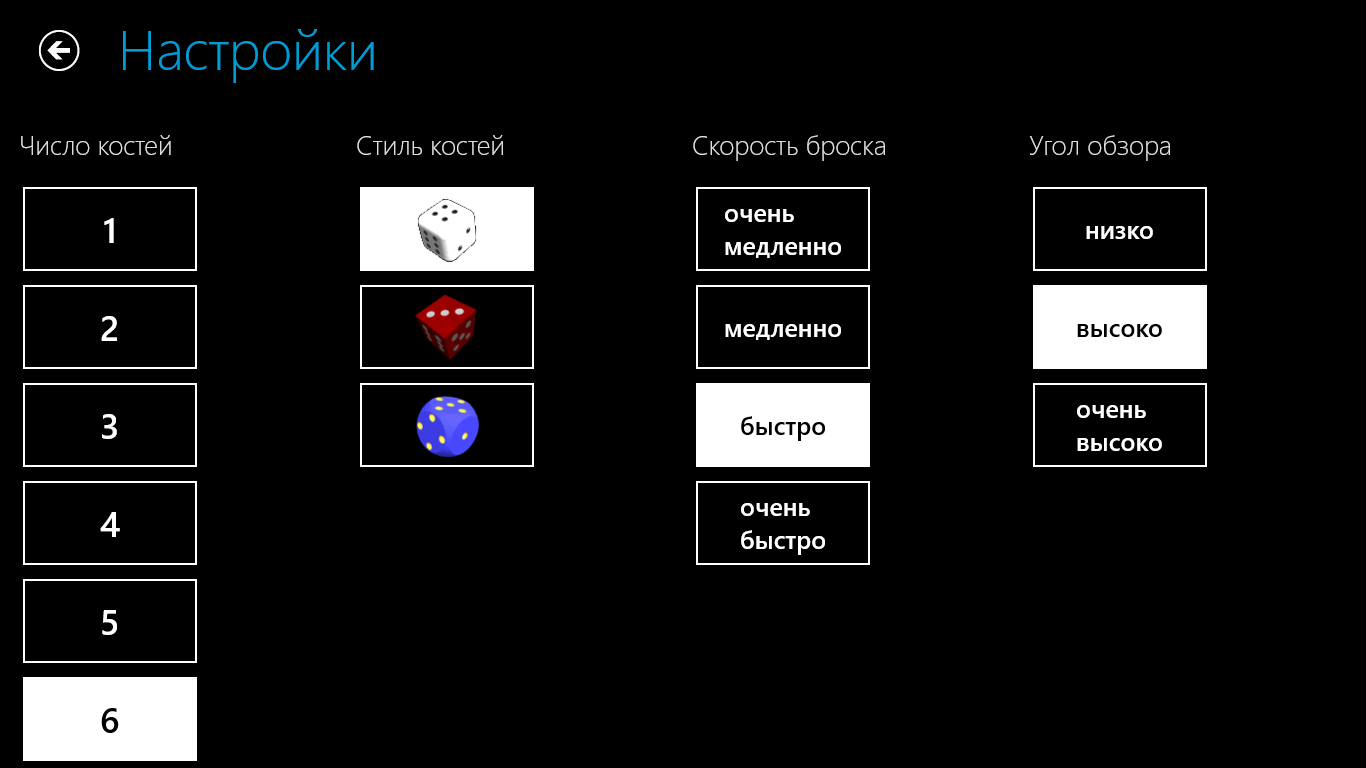 Настройки
Число костей
1
2
3
4
5
6
Стиль костей
Скорость броска
очень
медленно
медленно
быстро
очень
быстро
Угол обзора
низко
высоко
очень
высоко